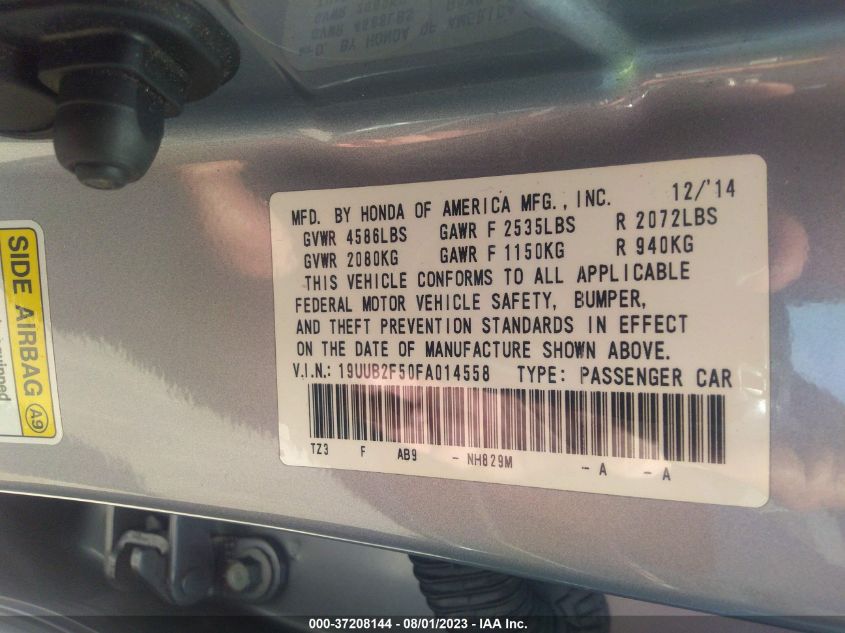 MFD. BY HONDA OF AMERICA MFG., INC. 12/'14
GVWR 4586LBS GAWR F 2535LBS R 2072LBS
GVWR 2080KG GAWR F 1150KG R 940KG
THIS VEHICLE CONFORMS TO ALL APPLICABLE
FEDERAL MOTOR VEHICLE SAFETY, BUMPER,
AND THEFT PREVENTION STANDARDS IN EFFECT
ON THE DATE OF MANUFACTURE SHOWN ABOVE.
V.I.N.: 19UUB2F50FA014558 TYPE: PASSENGER CAR
TZ3 F AB9 - NH829M - A - A
SIDE AIRBAG A9
equipped
000-37208144 - 08/01/2023 - IAA Inc.